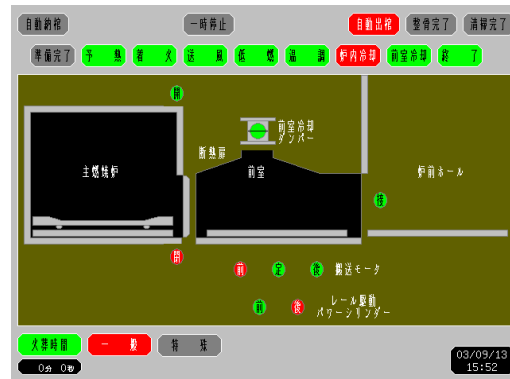 自動納棺 一時停止 自動出棺 整骨完了 清掃完了
準備完了 予熱 着火 送風 低燃 温調 炉内冷却 前室冷却 終了
開
前室冷却
ダンパー
断熱扉
主燃焼炉 前室 炉前ホール
接
閉
前 定 後 搬送モータ
前 後 レール駆動
パワーシリンダー
火葬時間 一般 特殊
0分 0秒
03/09/13
15:52